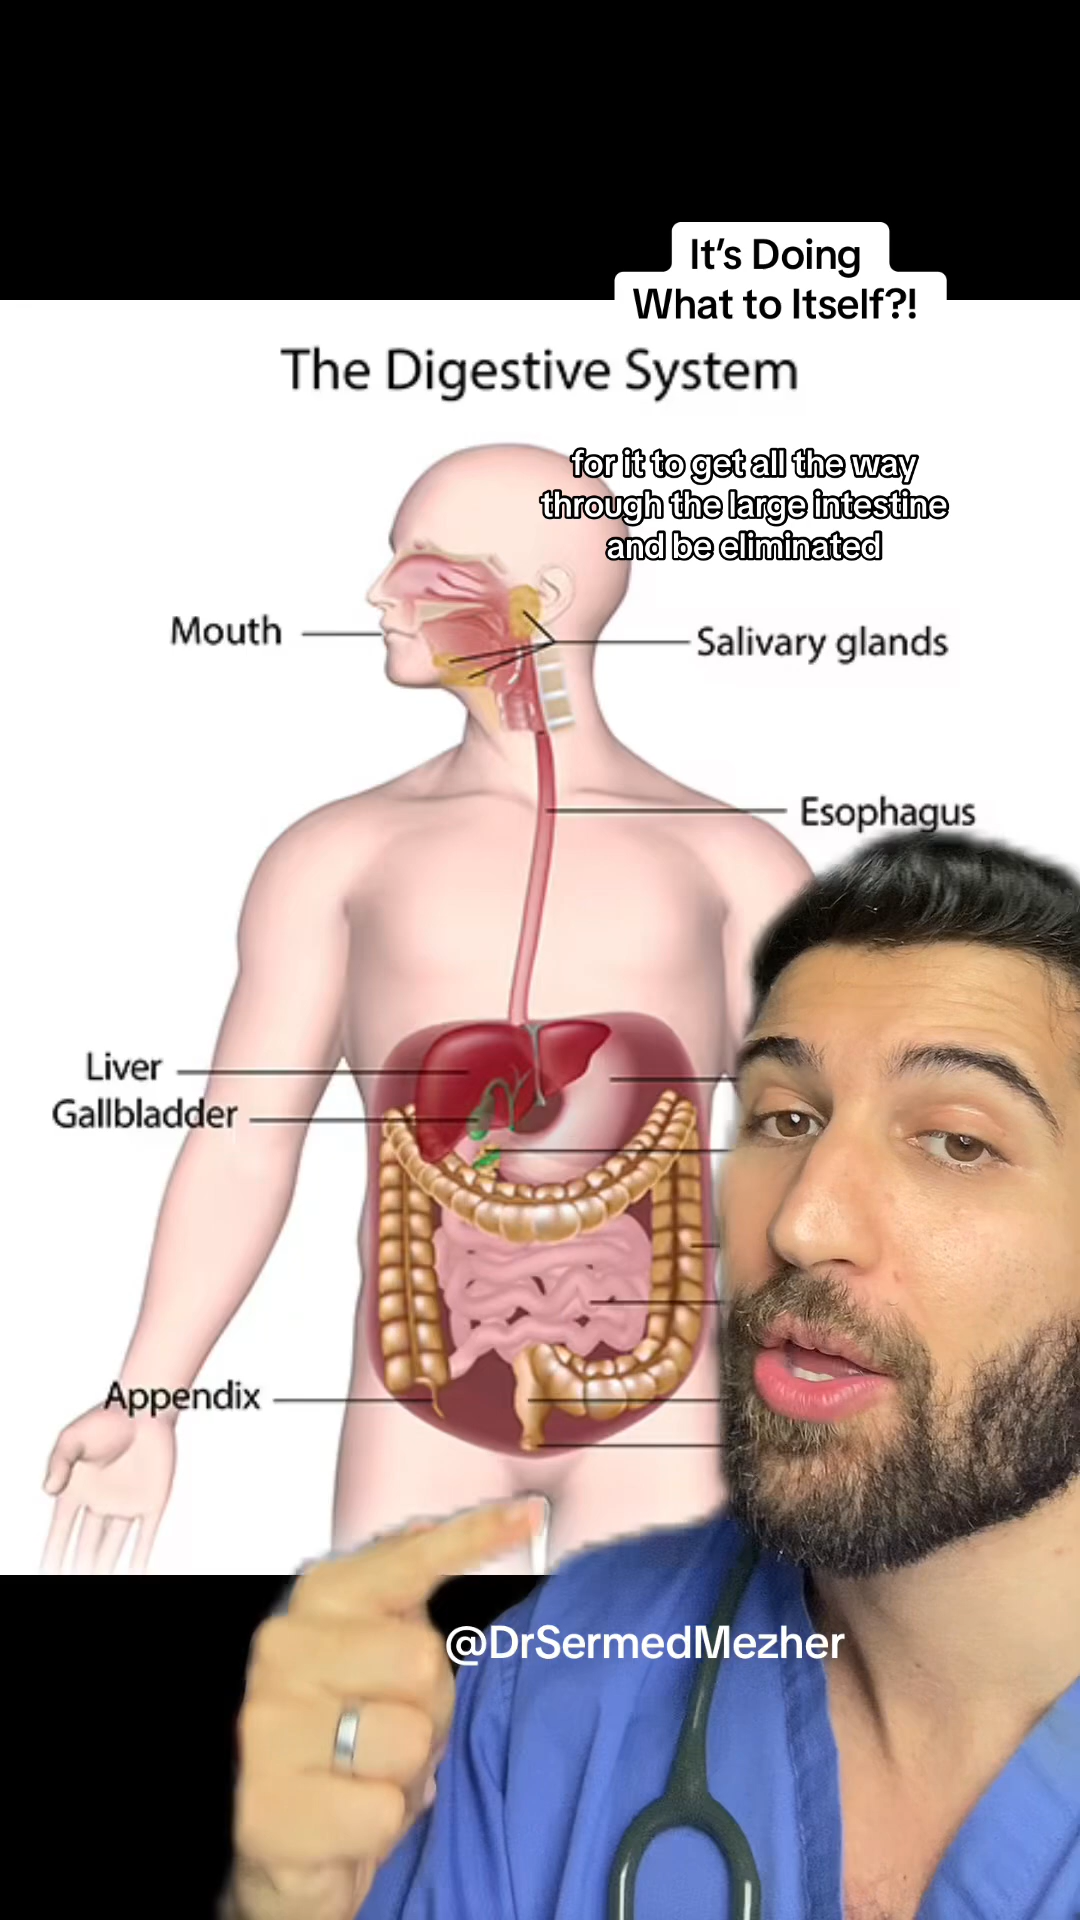 It's Doing
What to Itself?!
The Digestive System
for it to get all the way
through the large intestine
and be eliminated
Mouth
Salivary glands
Esophagus
Liver
Gallbladder
Appendix
@DrSermedMezher